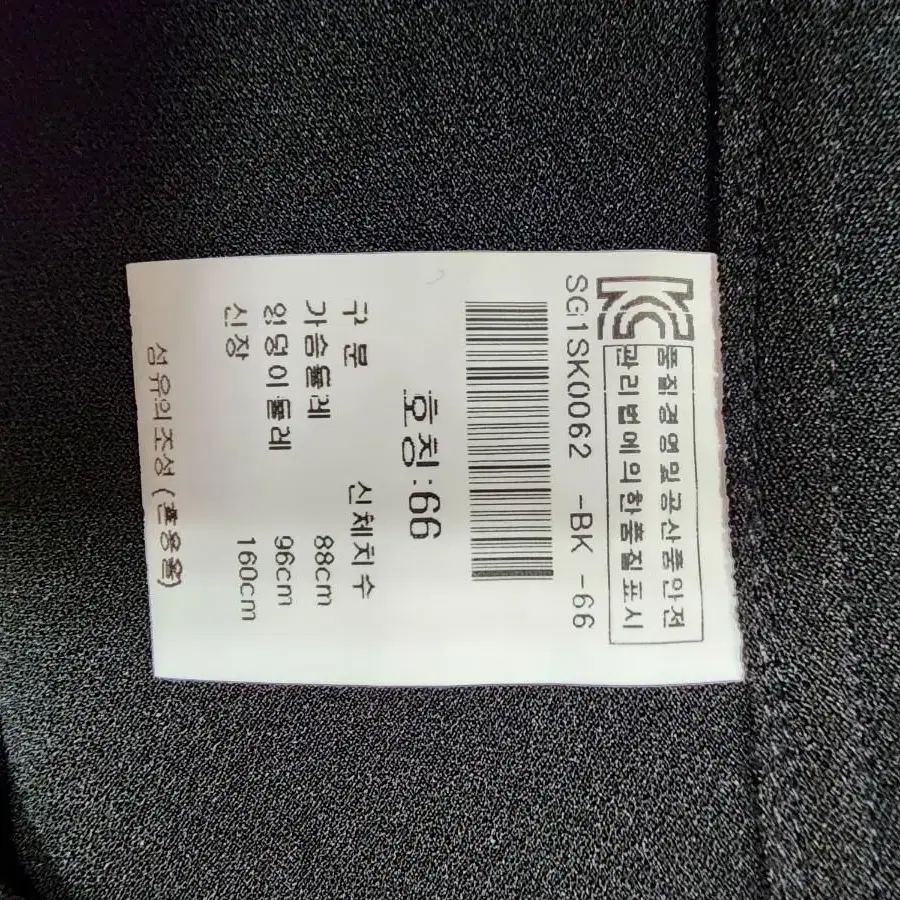 KC
품질경영및공산품안전
관리법에의한품질표시
SG1SK0062 -BK -66
호칭:66
구분 신체치수
가슴둘레 88cm
엉덩이둘레 96cm
신장 160cm
섬유의조성 (혼용율)